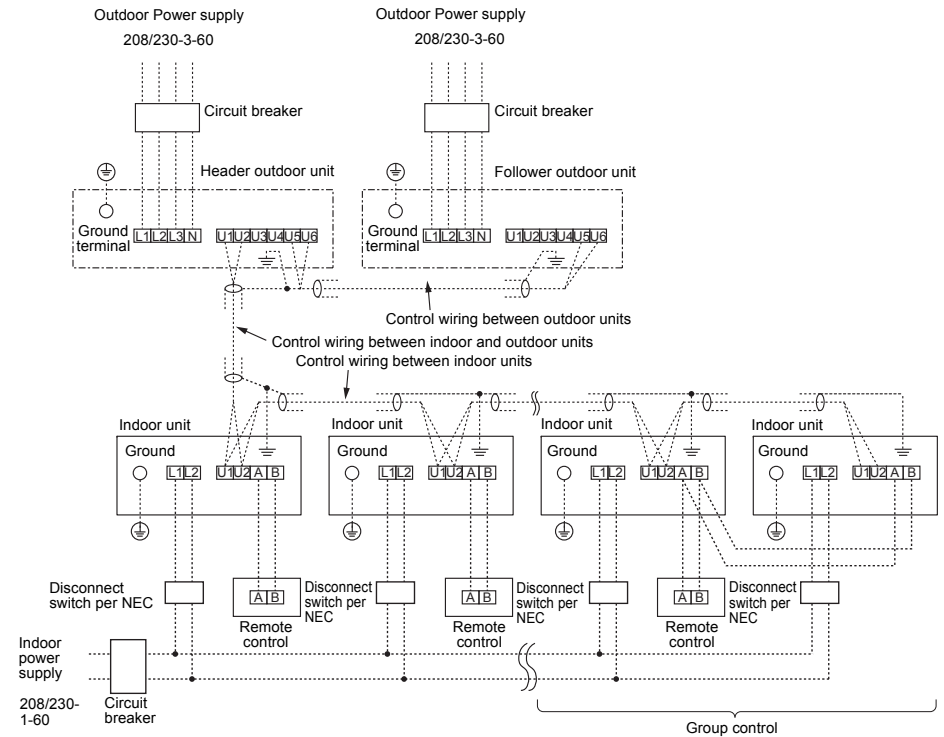 Outdoor Power supply
208/230-3-60
Outdoor Power supply
208/230-3-60
Circuit breaker
Circuit breaker
Header outdoor unit
Follower outdoor unit
Ground
terminal
L1 L2 L3 N
U1 U2 U3 U4 U5 U6
Ground
terminal
L1 L2 L3 N
U1 U2 U3 U4 U5 U6
Control wiring between outdoor units
Control wiring between indoor and outdoor units
Control wiring between indoor units
Indoor unit
Indoor unit
Indoor unit
Indoor unit
Ground
L1 L2
U1 U2 A B
Ground
L1 L2
U1 U2 A B
Ground
L1 L2
U1 U2 A B
Ground
L1 L2
U1 U2 A B
Disconnect
switch per NEC
A B
Remote
control
Disconnect
switch per
NEC
A B
Remote
control
Disconnect
switch per
NEC
A B
Remote
control
Disconnect
switch per
NEC
Indoor
power
supply
208/230-
1-60
Circuit
breaker
Group control